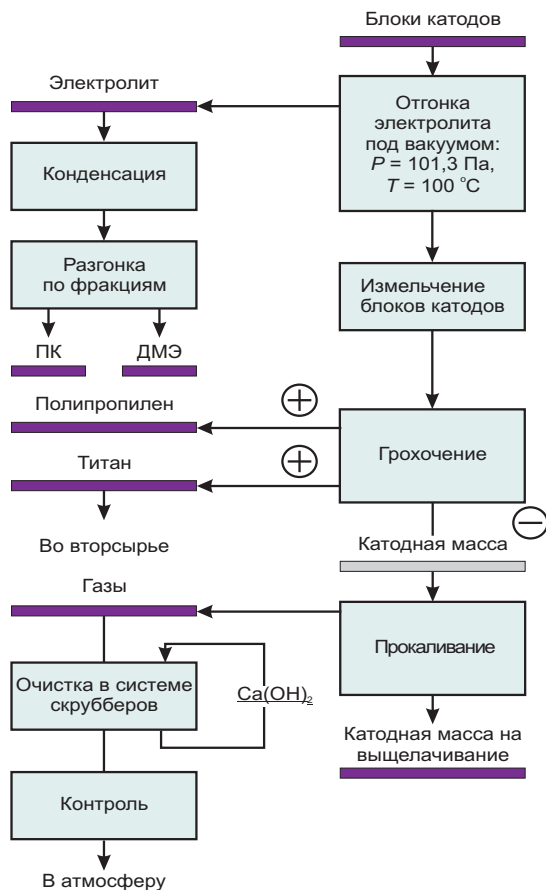 Блоки катодов
Электролит
Отгонка
электролита
под вакуумом:
P = 101,3 Па,
T = 100 °C
Конденсация
Разгонка
по фракциям
Измельчение
блоков катодов
ПК
ДМЭ
Полипропилен
+
Грохочение
Титан
+
Во вторсырье
−
Катодная масса
Газы
Прокаливание
Очистка в системе
скрубберов
Ca(OH)₂
Катодная масса на
выщелачивание
Контроль
В атмосферу